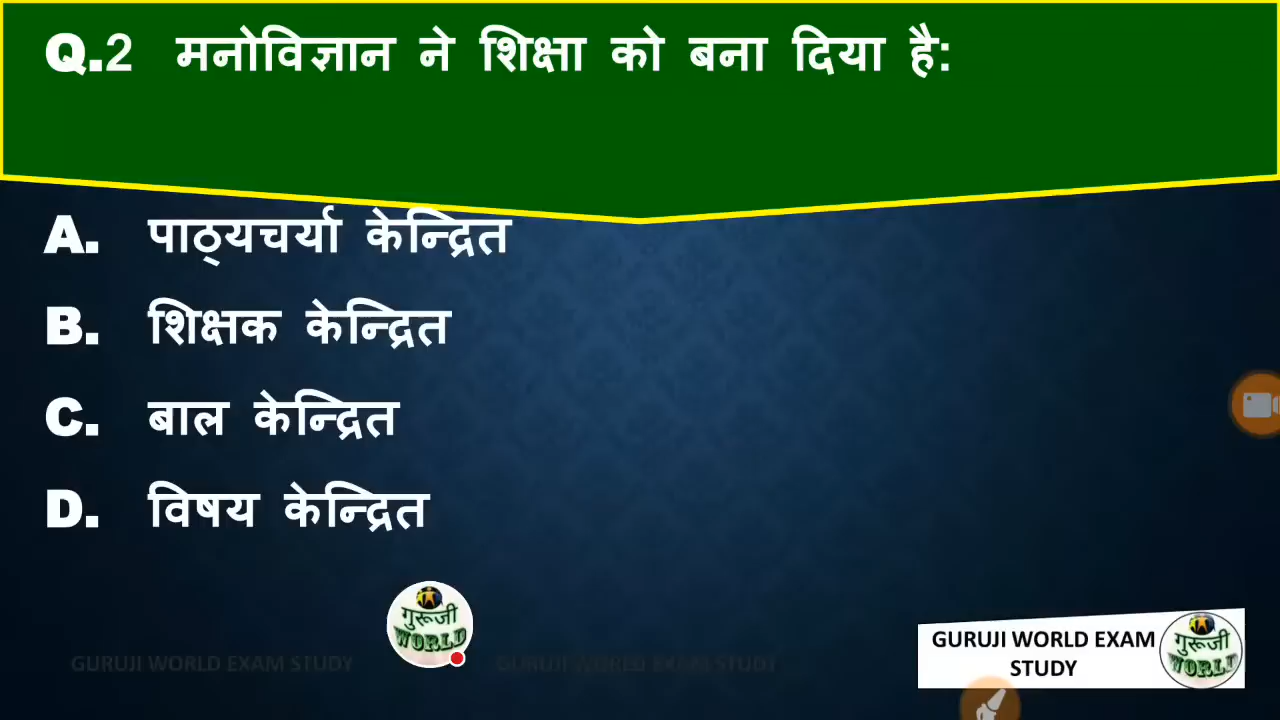 Q.2 मनोविज्ञान ने शिक्षा को बना दिया है:
A. पाठ्यचर्या केन्द्रित
B. शिक्षक केन्द्रित
C. बाल केन्द्रित
D. विषय केन्द्रित
गुरूजी
WORLD
GURUJI WORLD EXAM STUDY
GURUJI WORLD EXAM STUDY
GURUJI WORLD EXAM
STUDY
गुरूजी
WORLD